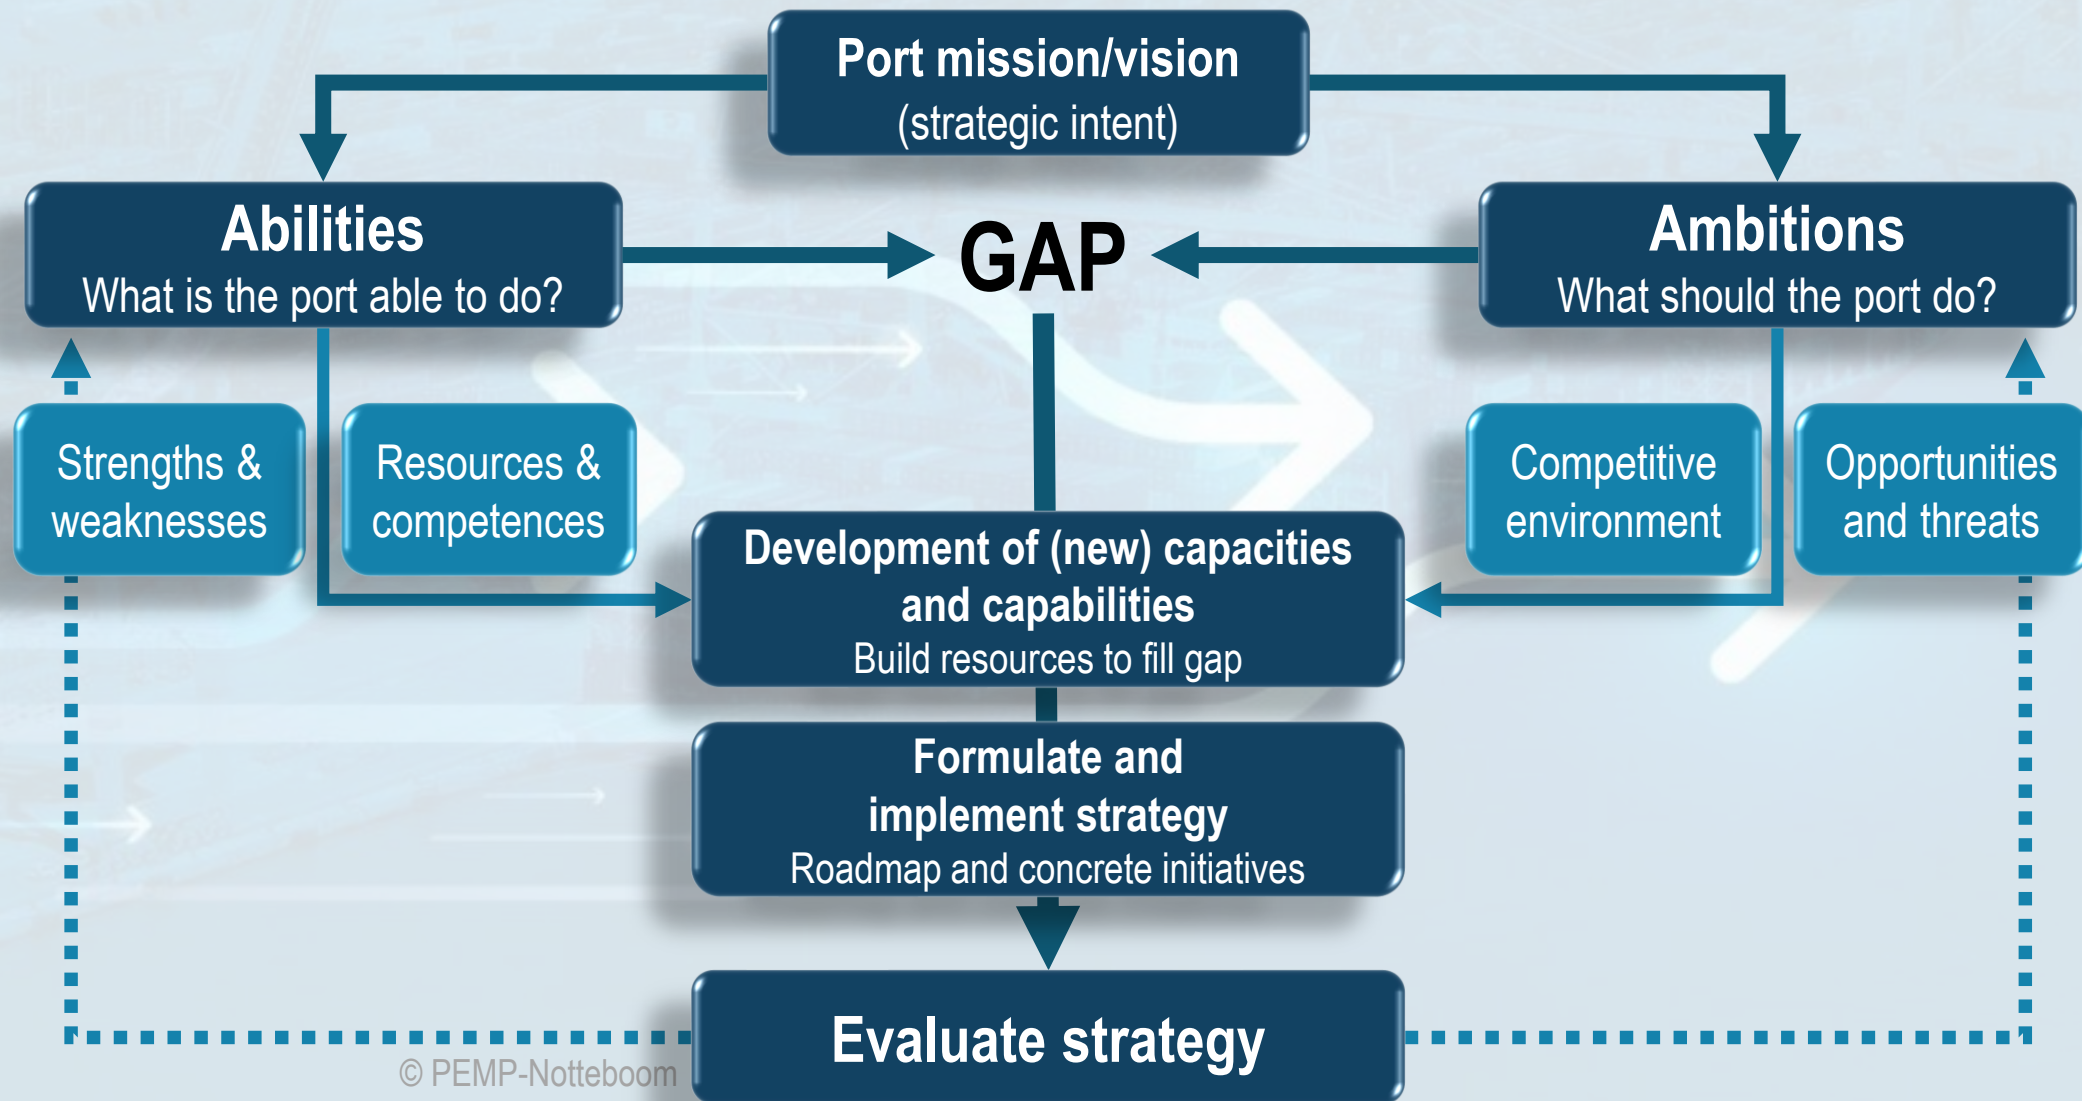 Port mission/vision
(strategic intent)
Abilities
What is the port able to do?
GAP
Ambitions
What should the port do?
Strengths &
weaknesses
Resources &
competences
Competitive
environment
Opportunities
and threats
Development of (new) capacities
and capabilities
Build resources to fill gap
Formulate and
implement strategy
Roadmap and concrete initiatives
Evaluate strategy
© PEMP-Notteboom